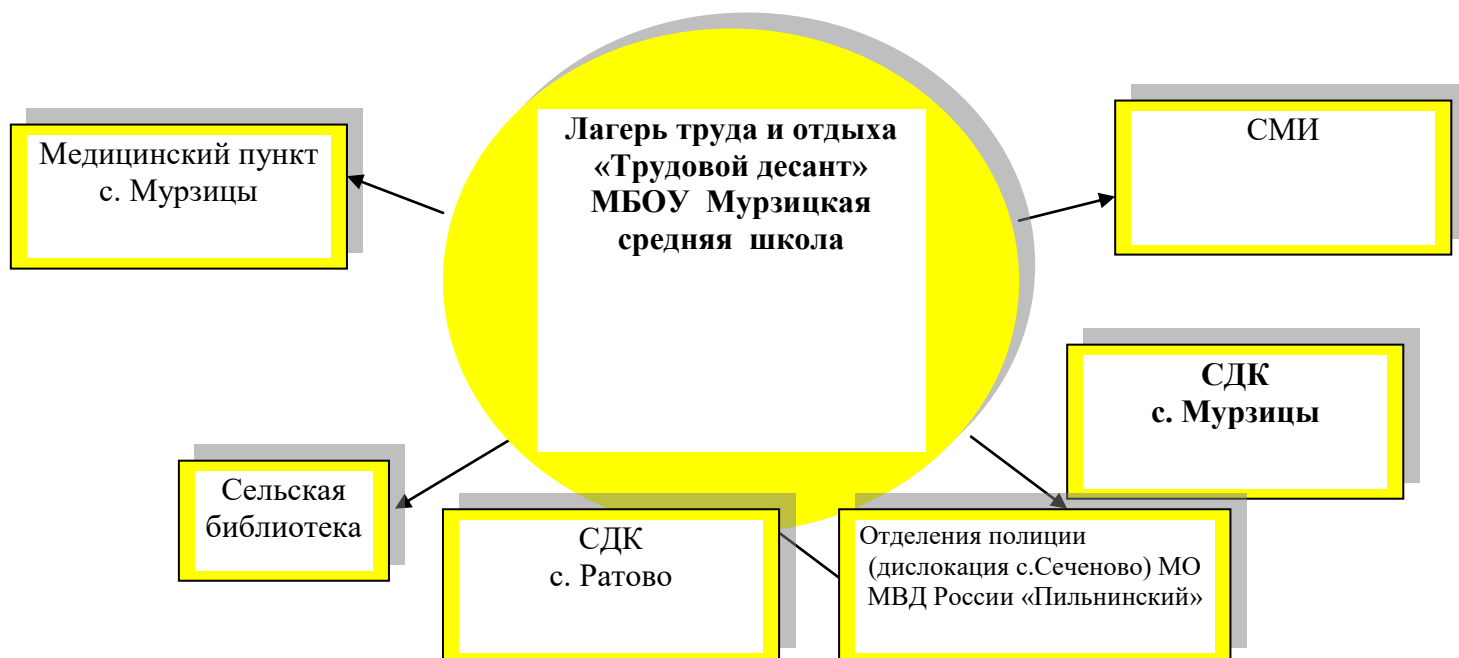 Лагерь труда и отдыха
«Трудовой десант»
МБОУ Мурзицкая
средняя школа
Медицинский пункт
с. Мурзицы
СМИ
СДК
с. Мурзицы
Сельская
библиотека
СДК
с. Ратово
Отделения полиции
(дислокация с.Сеченово) МО
МВД России «Пильнинский»